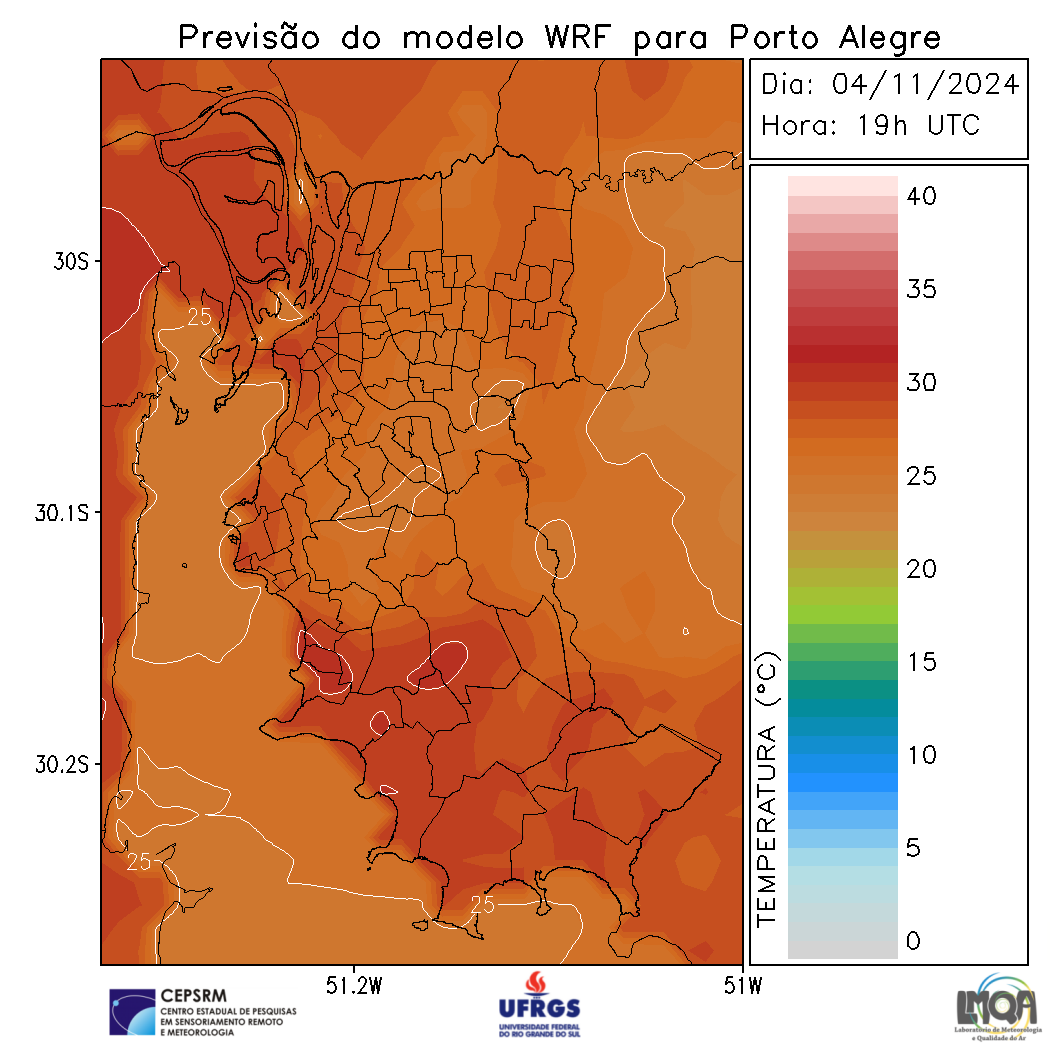 Previsão do modelo WRF para Porto Alegre
Dia: 04/11/2024
Hora: 19h UTC
30S
30.1S
30.2S
51.2W
51W
25
25
25
TEMPERATURA (°C)
40
35
30
25
20
15
10
5
0
CEPSRM
CENTRO ESTADUAL DE PESQUISAS
EM SENSORIAMENTO REMOTO
E METEOROLOGIA
UFRGS
UNIVERSIDADE FEDERAL
DO RIO GRANDE DO SUL
LMQA
Laboratório de Meteorologia
e Qualidade do Ar